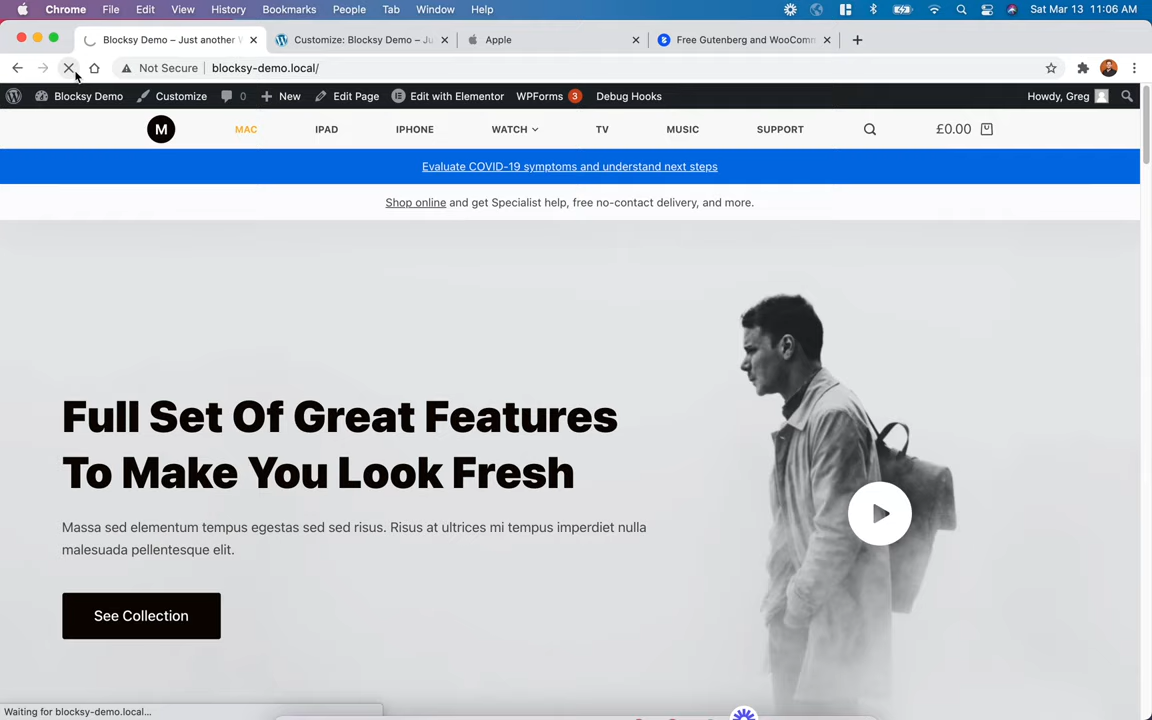 Chrome File Edit View History Bookmarks People Tab Window Help Sat Mar 13 11:06 AM
Blocksy Demo – Just another W Customize: Blocksy Demo – Ju Apple Free Gutenberg and WooComm
Not Secure blocksy-demo.local/
Blocksy Demo Customize 0 New Edit Page Edit with Elementor WPForms 3 Debug Hooks Howdy, Greg
M MAC IPAD IPHONE WATCH TV MUSIC SUPPORT £0.00
Evaluate COVID-19 symptoms and understand next steps
Shop online and get Specialist help, free no-contact delivery, and more.
Full Set Of Great Features
To Make You Look Fresh
Massa sed elementum tempus egestas sed sed risus. Risus at ultrices mi tempus imperdiet nulla
malesuada pellentesque elit.
See Collection
Waiting for blocksy-demo.local...